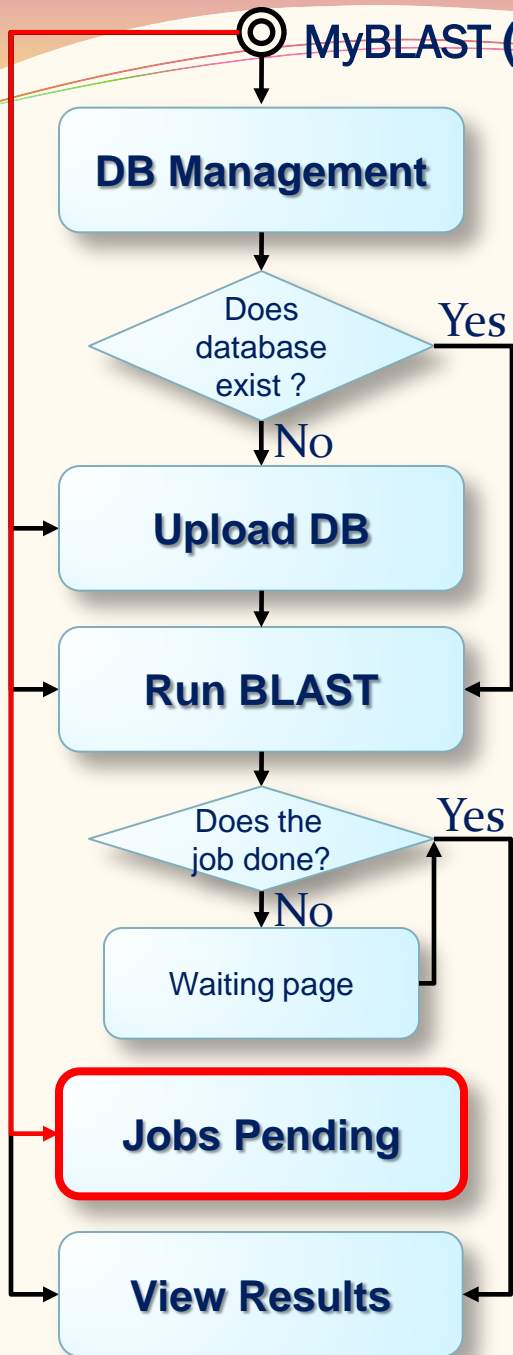 MyBLAST (
DB Management
Does
database
exist ?
Yes
No
Upload DB
Run BLAST
Does the
job done?
Yes
No
Waiting page
Jobs Pending
View Results